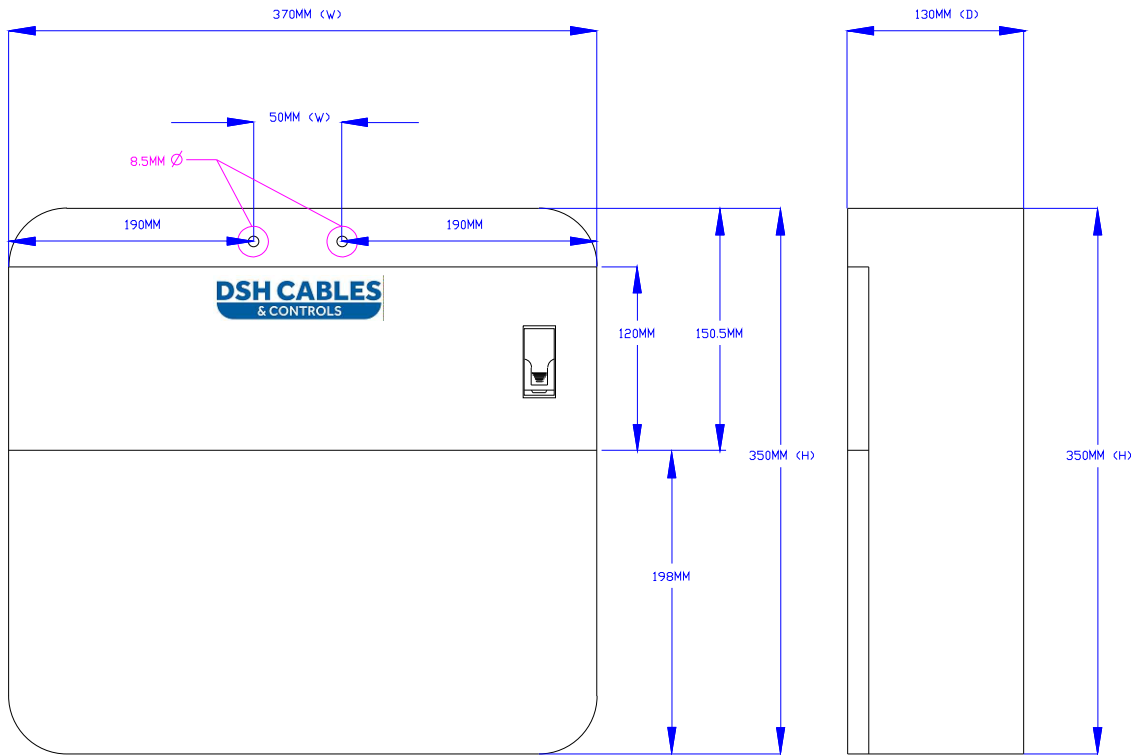 370MM (W)
130MM (D)
50MM (W)
8.5MM Ø
190MM
190MM
DSH CABLES
& CONTROLS
120MM
150.5MM
350MM (H)
350MM (H)
198MM